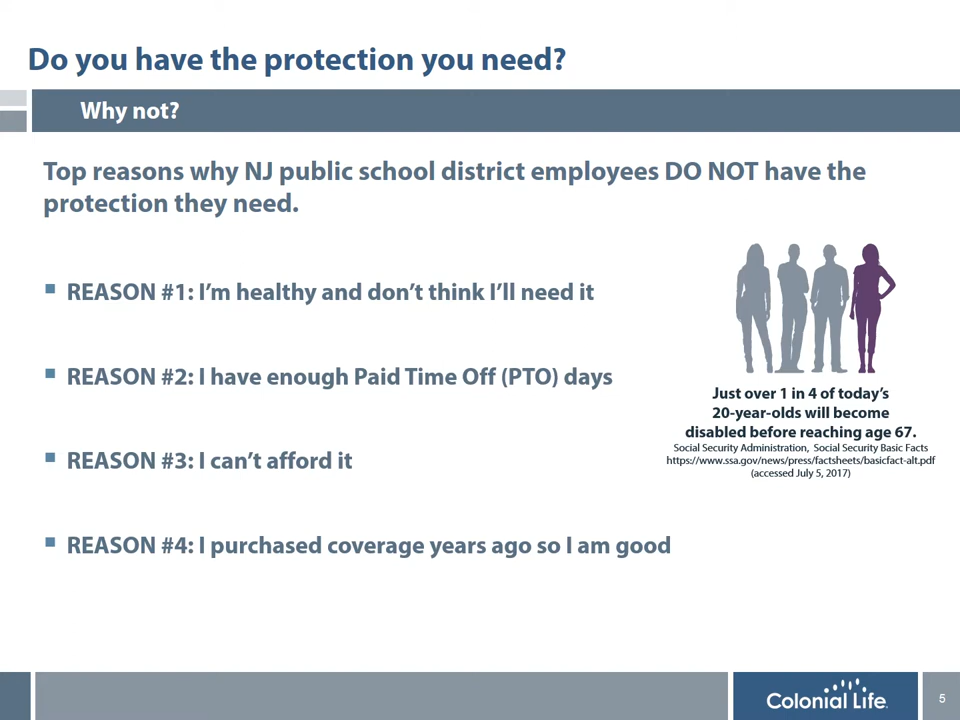 Do you have the protection you need?
Why not?
Top reasons why NJ public school district employees DO NOT have the
protection they need.
▪ REASON #1: I’m healthy and don’t think I’ll need it
▪ REASON #2: I have enough Paid Time Off (PTO) days
▪ REASON #3: I can’t afford it
▪ REASON #4: I purchased coverage years ago so I am good
Just over 1 in 4 of today’s
20-year-olds will become
disabled before reaching age 67.
Social Security Administration, Social Security Basic Facts
https://www.ssa.gov/news/press/factsheets/basicfact-alt.pdf
(accessed July 5, 2017)
Colonial Life.
5